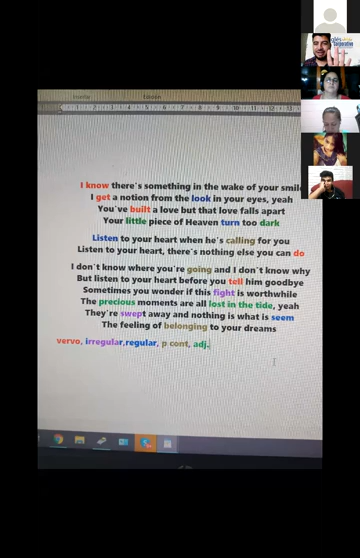 I know there's something in the wake of your smile
I get a notion from the look in your eyes, yeah
You've built a love but that love falls apart
Your little piece of Heaven turn too dark
Listen to your heart when he's calling for you
Listen to your heart, there's nothing else you can do
I don't know where you're going and I don't know why
But listen to your heart before you tell him goodbye
Sometimes you wonder if this fight is worthwhile
The precious moments are all lost in the tide, yeah
They're swept away and nothing is what is seem
The feeling of belonging to your dreams
vervo, irregular,regular, p cont, adj.